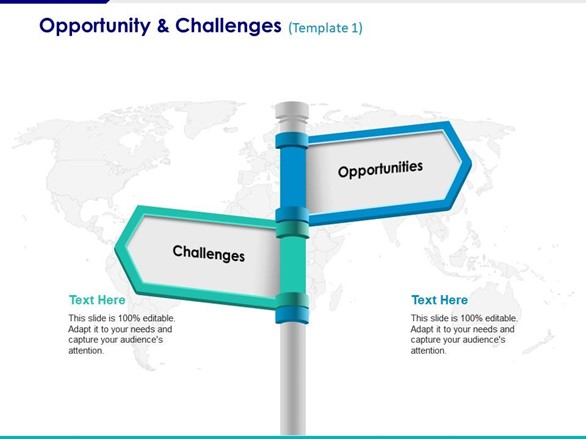 Opportunity & Challenges (Template 1)
Opportunities
Challenges
Text Here
This slide is 100% editable.
Adapt it to your needs and
capture your audience's
attention.
Text Here
This slide is 100% editable.
Adapt it to your needs and
capture your audience's
attention.